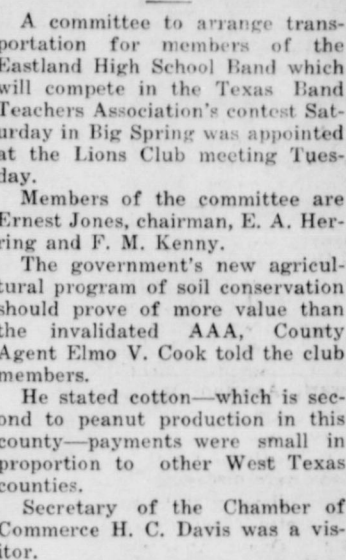 A committee to arrange trans-
portation for members of the
Eastland High School Band which
will compete in the Texas Band
Teachers Association's contest Sat-
urday in Big Spring was appointed
at the Lions Club meeting Tues-
day.
Members of the committee are
Ernest Jones, chairman, E. A. Her-
ring and F. M. Kenny.
The government's new agricul-
tural program of soil conservation
should prove of more value than
the invalidated AAA, County
Agent Elmo V. Cook told the club
members.
He stated cotton—which is sec-
ond to peanut production in this
county—payments were small in
proportion to other West Texas
counties.
Secretary of the Chamber of
Commerce H. C. Davis was a vis-
itor.